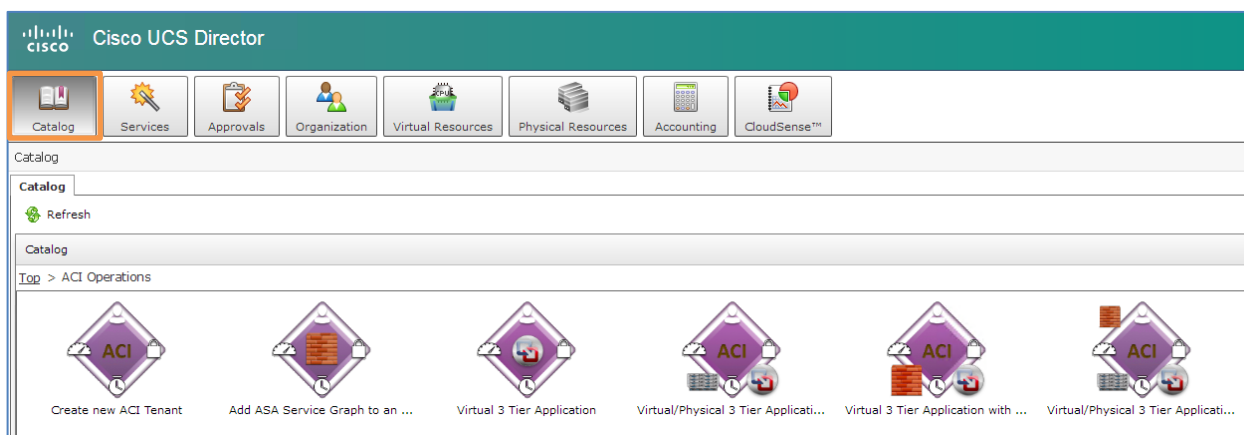 CISCO Cisco UCS Director
Catalog Services Approvals Organization CPU Virtual Resources Physical Resources Accounting CloudSense™
Catalog
Catalog
Refresh
Catalog
Top > ACI Operations
ACI ACI ACI ACI
Create new ACI Tenant Add ASA Service Graph to an ... Virtual 3 Tier Application Virtual/Physical 3 Tier Applicati... Virtual 3 Tier Application with ... Virtual/Physical 3 Tier Applicati...